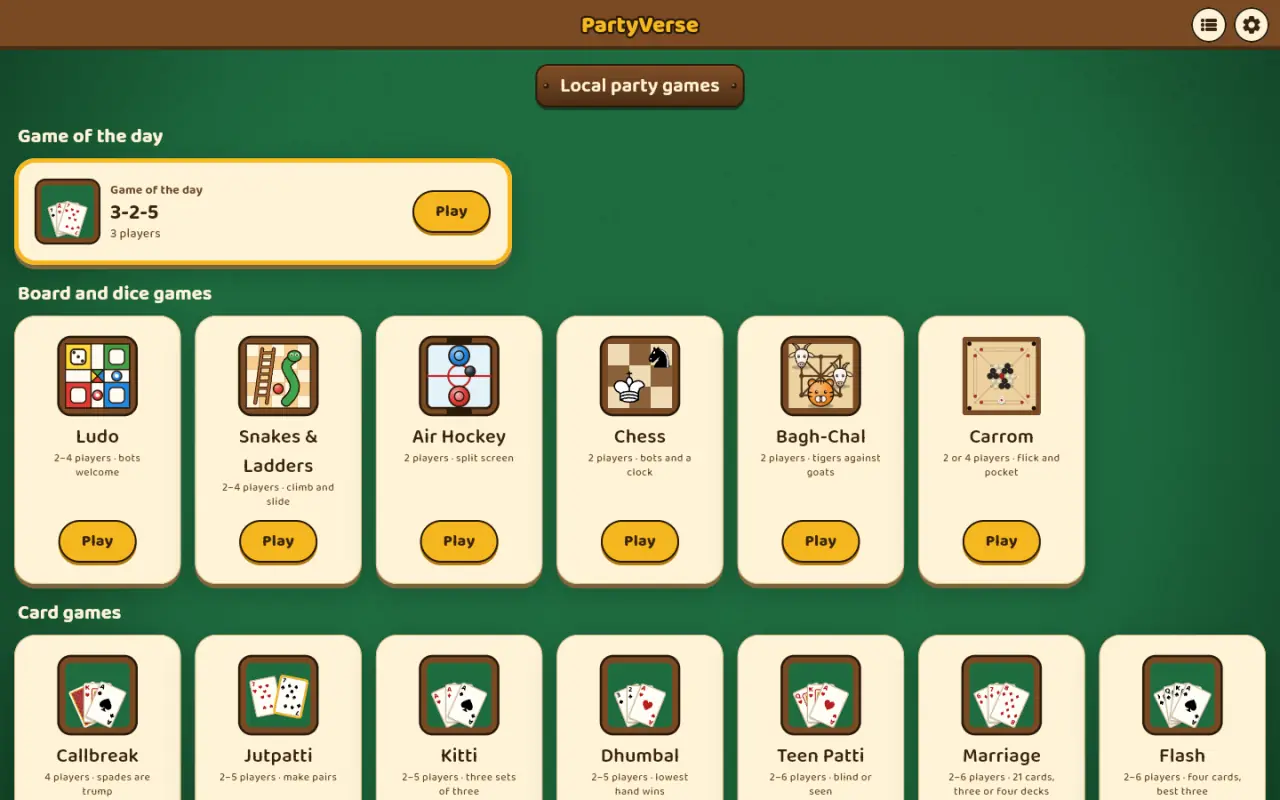 PartyVerse
Local party games
Game of the day
Game of the day
3-2-5
3 players
Play
Board and dice games
Ludo
2–4 players · bots
welcome
Play
Snakes &
Ladders
2–4 players · climb and
slide
Play
Air Hockey
2 players · split screen
Play
Chess
2 players · bots and a
clock
Play
Bagh-Chal
2 players · tigers against
goats
Play
Carrom
2 or 4 players · flick and
pocket
Play
Card games
Callbreak
4 players · spades are
trump
Jutpatti
2–5 players · make pairs
Kitti
2–5 players · three sets
of three
Dhumbal
2–5 players · lowest
hand wins
Teen Patti
2–6 players · blind or
seen
Marriage
2–6 players · 21 cards,
three or four decks
Flash
2–6 players · four cards,
best three